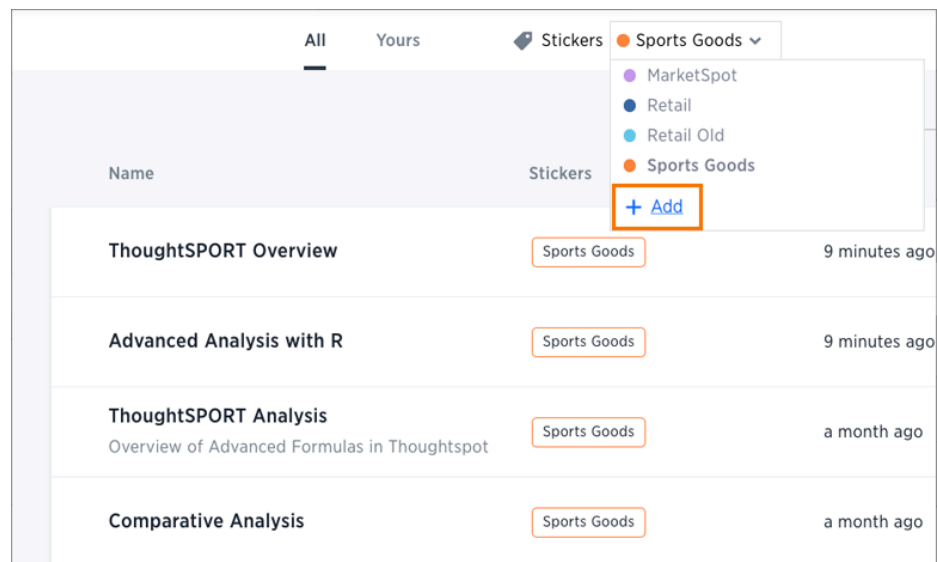 All Yours Stickers Sports Goods
MarketSpot
Retail
Retail Old
Sports Goods
+ Add
Name Stickers
ThoughtSPORT Overview Sports Goods 9 minutes ago
Advanced Analysis with R Sports Goods 9 minutes ago
ThoughtSPORT Analysis
Overview of Advanced Formulas in Thoughtspot
Sports Goods a month ago
Comparative Analysis Sports Goods a month ago